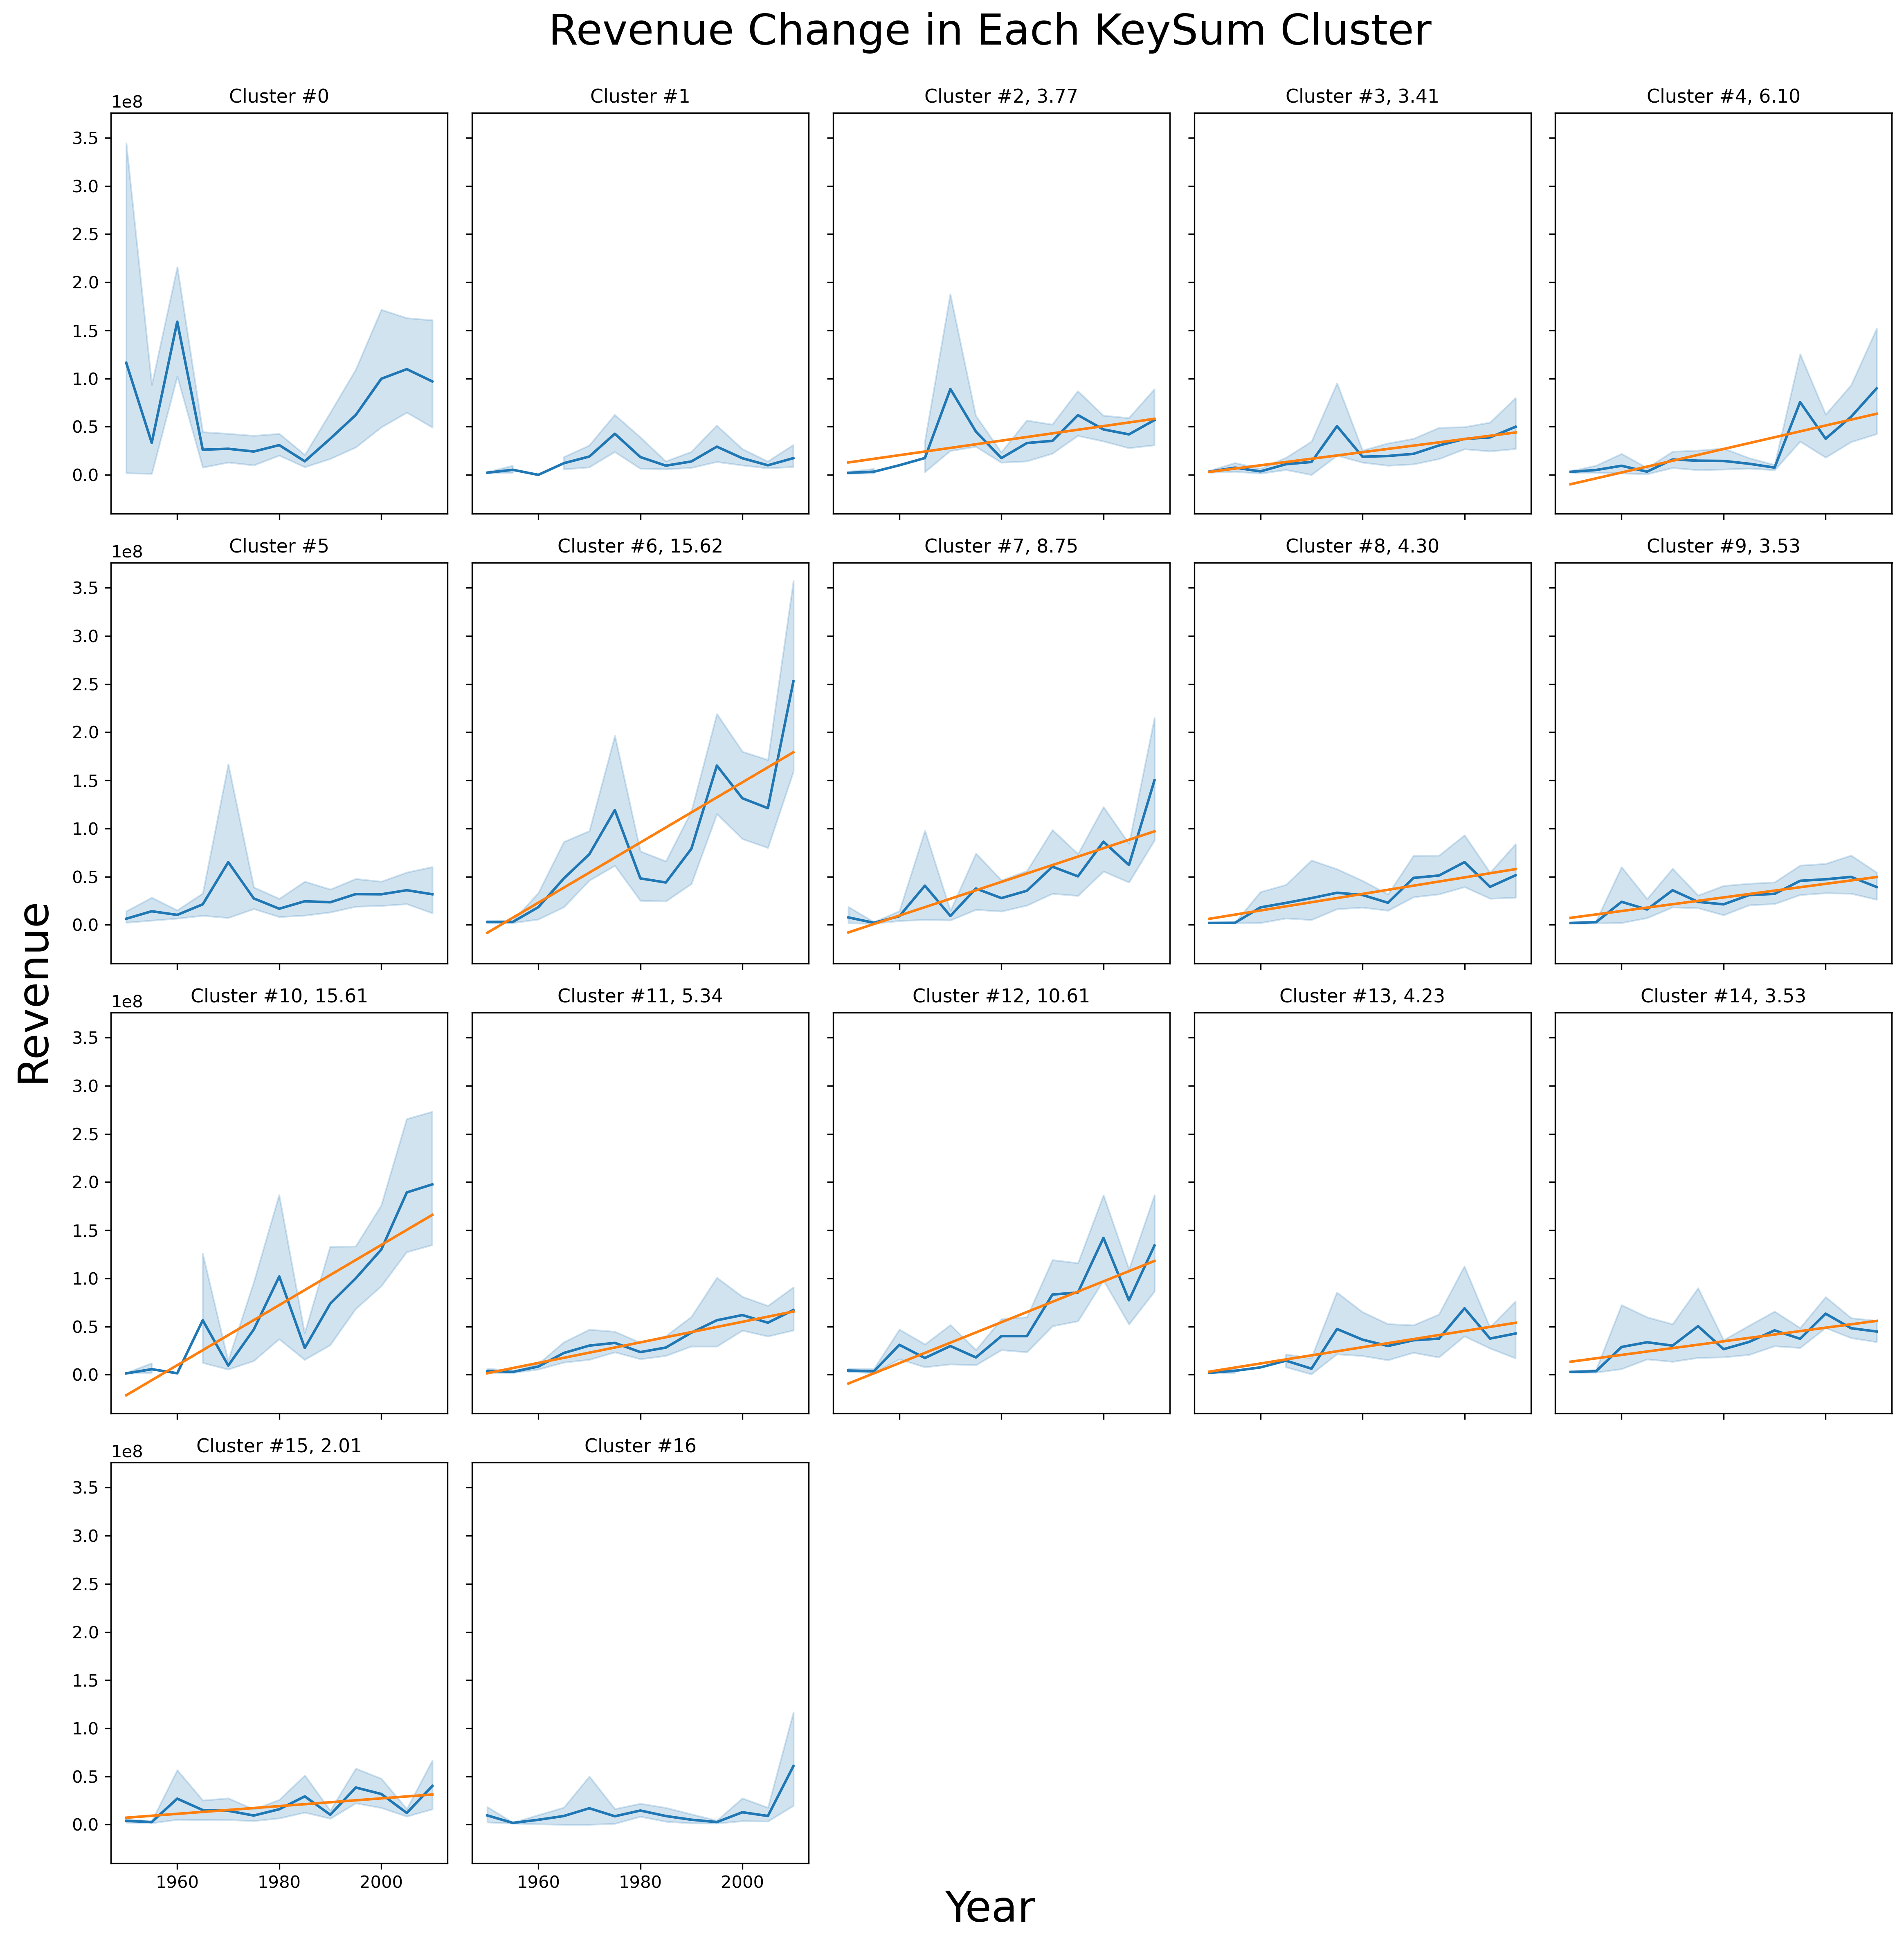 Revenue Change in Each KeySum Cluster
Cluster #0
Cluster #1
Cluster #2, 3.77
Cluster #3, 3.41
Cluster #4, 6.10
1e8
3.5
3.0
2.5
2.0
1.5
1.0
0.5
0.0
Cluster #5
Cluster #6, 15.62
Cluster #7, 8.75
Cluster #8, 4.30
Cluster #9, 3.53
1e8
3.5
3.0
2.5
2.0
1.5
1.0
0.5
0.0
Revenue
Cluster #10, 15.61
Cluster #11, 5.34
Cluster #12, 10.61
Cluster #13, 4.23
Cluster #14, 3.53
1e8
3.5
3.0
2.5
2.0
1.5
1.0
0.5
0.0
Cluster #15, 2.01
Cluster #16
1e8
3.5
3.0
2.5
2.0
1.5
1.0
0.5
0.0
1960 1980 2000
1960 1980 2000
Year